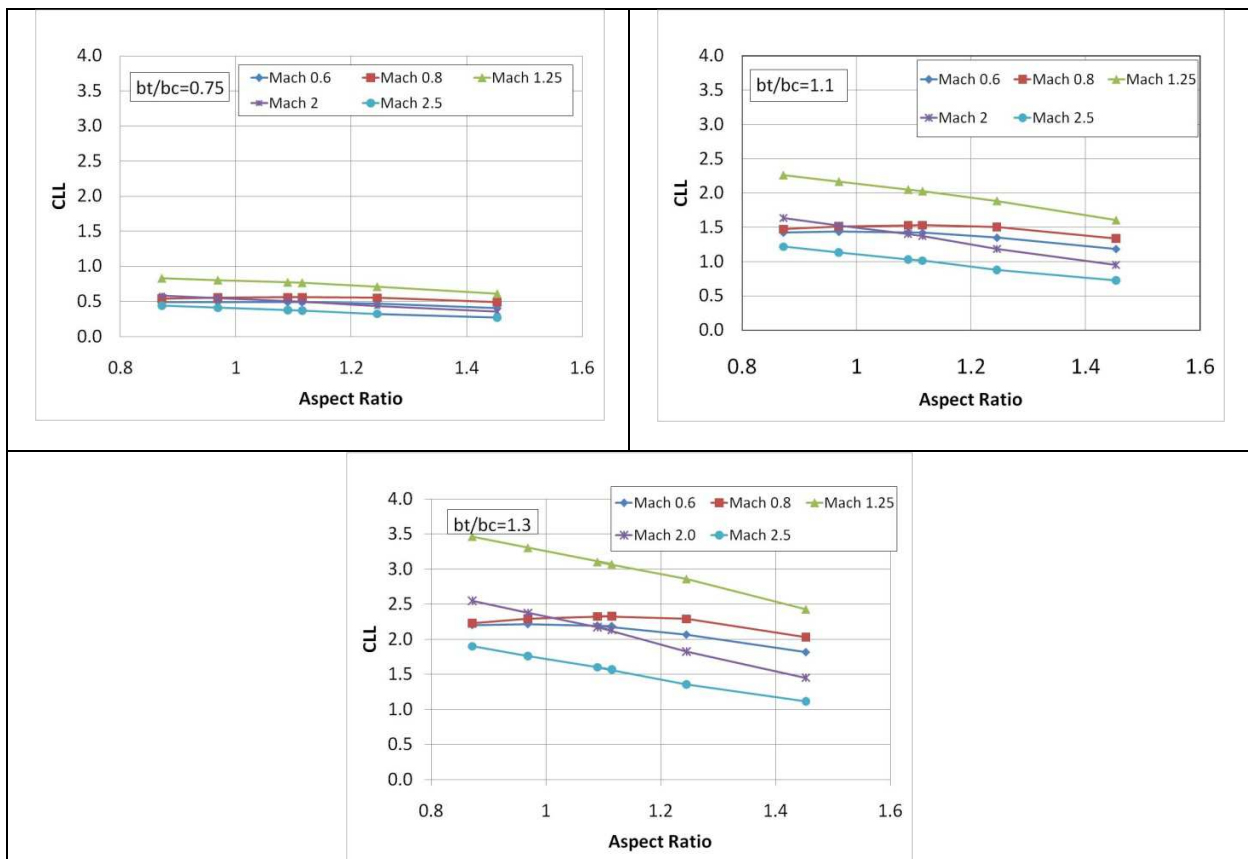 4.0
3.5
3.0
2.5
2.0
1.5
1.0
0.5
0.0
CLL
bt/bc=0.75
Mach 0.6 Mach 0.8 Mach 1.25
Mach 2 Mach 2.5
0.8 1 1.2 1.4 1.6
Aspect Ratio
4.0
3.5
3.0
2.5
2.0
1.5
1.0
0.5
0.0
CLL
bt/bc=1.1
Mach 0.6 Mach 0.8 Mach 1.25
Mach 2 Mach 2.5
0.8 1 1.2 1.4 1.6
Aspect Ratio
4.0
3.5
3.0
2.5
2.0
1.5
1.0
0.5
0.0
CLL
bt/bc=1.3
Mach 0.6 Mach 0.8 Mach 1.25
Mach 2.0 Mach 2.5
0.8 1 1.2 1.4 1.6
Aspect Ratio